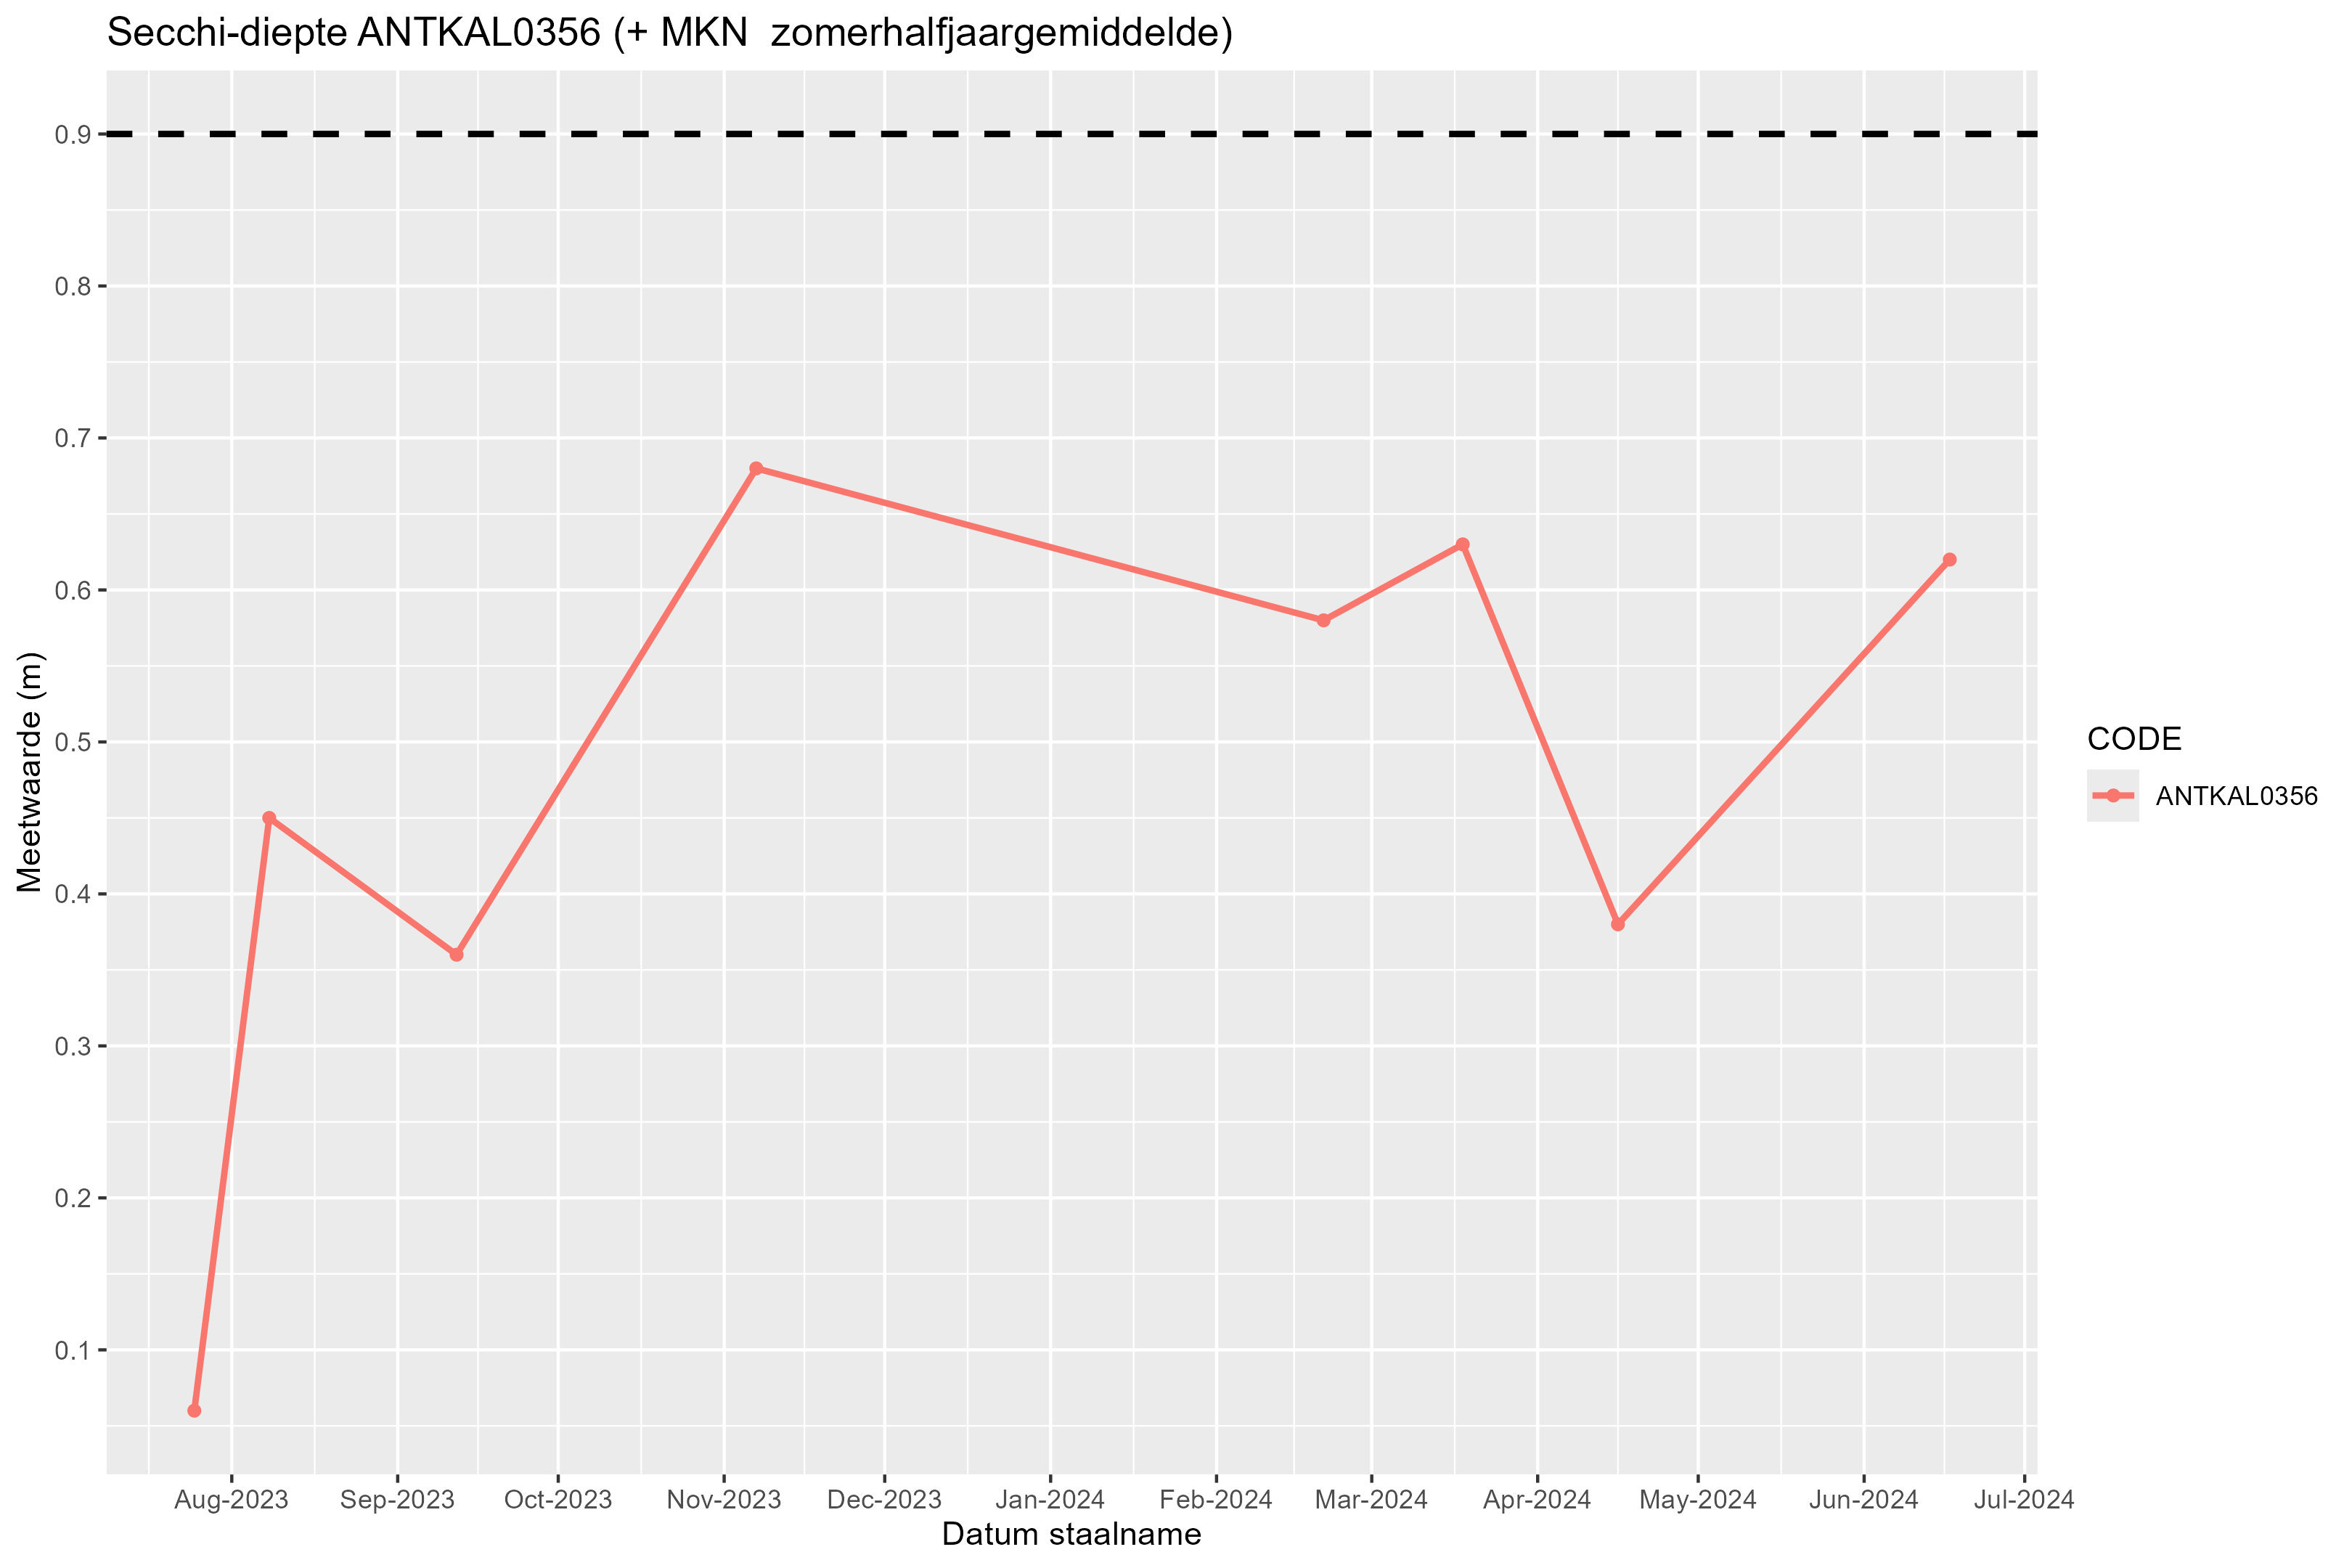 Secchi-diepte ANTKAL0356 (+ MKN  zomerhalfjaargemiddelde)
Meetwaarde (m)
0.9
0.8
0.7
0.6
0.5
0.4
0.3
0.2
0.1
Aug-2023 Sep-2023 Oct-2023 Nov-2023 Dec-2023 Jan-2024 Feb-2024 Mar-2024 Apr-2024 May-2024 Jun-2024 Jul-2024
Datum staalname
CODE
ANTKAL0356